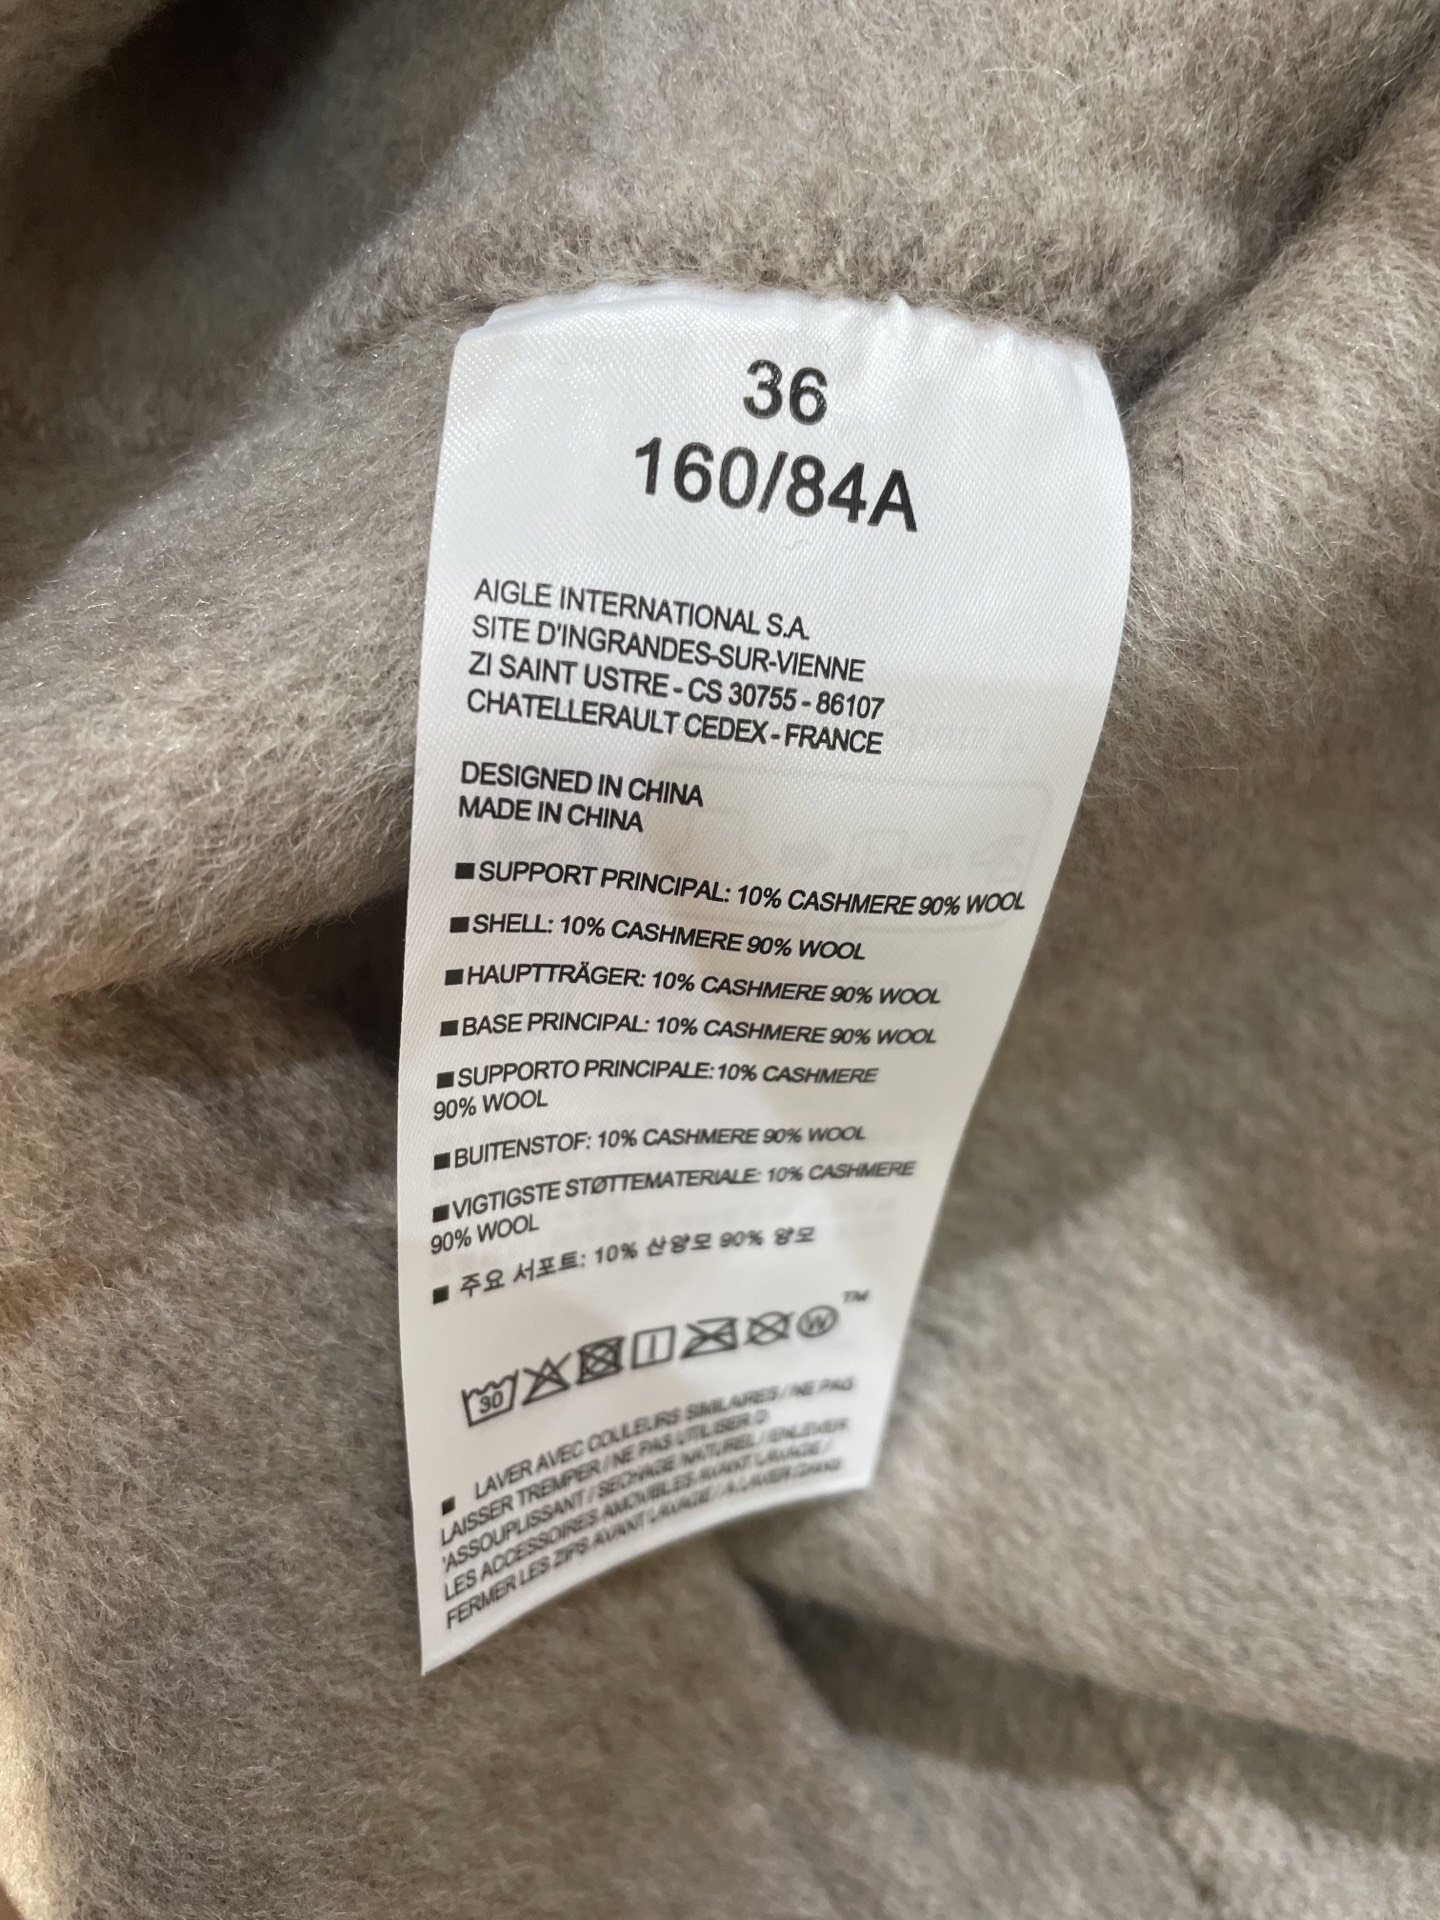 36
160/84A
AIGLE INTERNATIONAL S.A.
SITE D'INGRANDES-SUR-VIENNE
ZI SAINT USTRE - CS 30755 - 86107
CHATELLERAULT CEDEX - FRANCE
DESIGNED IN CHINA
MADE IN CHINA
■ SUPPORT PRINCIPAL: 10% CASHMERE 90% WOOL
■ SHELL: 10% CASHMERE 90% WOOL
■ HAUPTTRÄGER: 10% CASHMERE 90% WOOL
■ BASE PRINCIPAL: 10% CASHMERE 90% WOOL
■ SUPPORTO PRINCIPALE: 10% CASHMERE
90% WOOL
■ BUITENSTOF: 10% CASHMERE 90% WOOL
■ VIGTIGSTE STØTTEMATERIALE: 10% CASHMERE
90% WOOL
■ 주요 서포트: 10% 산양모 90% 양모
30 W ™
■ LAVER AVEC COULEURS SIMILAIRES / NE PAS
LAISSER TREMPER / NE PAS UTILISER D
'ASSOUPLISSANT / SECHAGE NATUREL / ENLEVER
LES ACCESSOIRES AMOVIBLES AVANT LAVAGE /
FERMER LES ZIPS AVANT LAVAGE / A LAVER DANS